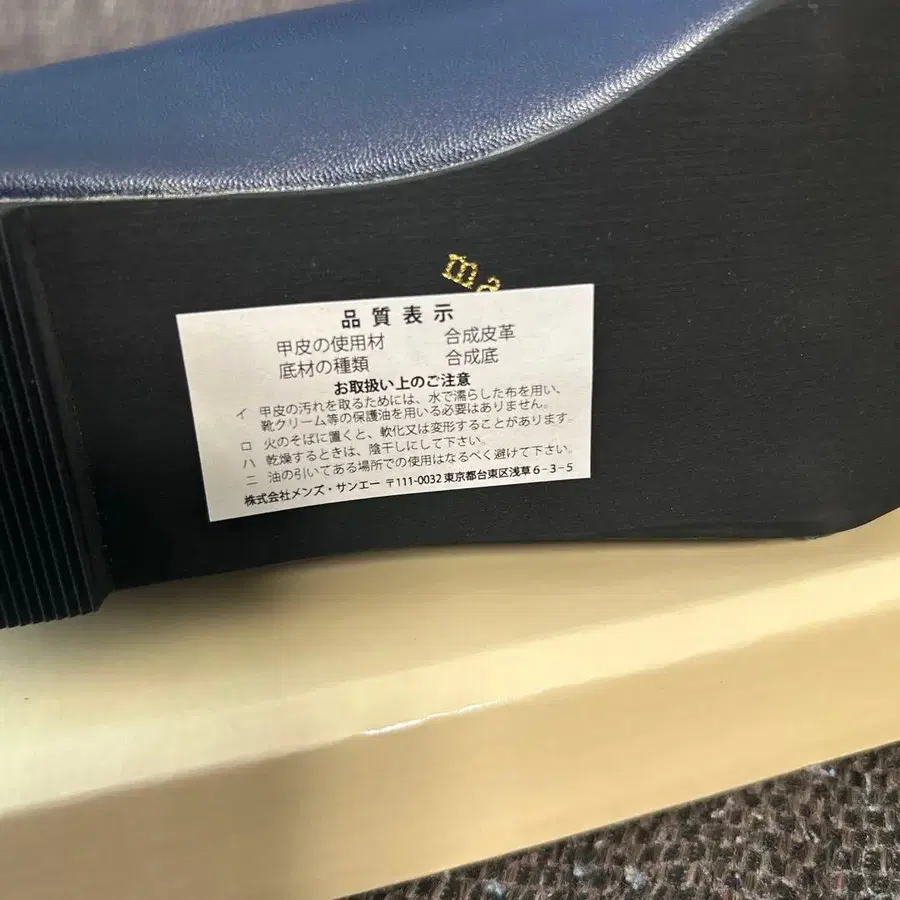 ma
品質表示
甲皮の使用材 合成皮革
底材の種類 合成底
お取扱い上のご注意
イ 甲皮の汚れを取るためには、水で濡らした布を用い、
靴クリーム等の保護油を用いる必要はありません。
ロ 火のそばに置くと、軟化又は変形することがあります。
ハ 乾燥するときは、陰干しにして下さい。
ニ 油の引いてある場所での使用はなるべく避けて下さい。
株式会社メンズ・サンエー 〒111-0032 東京都台東区浅草6-3-5